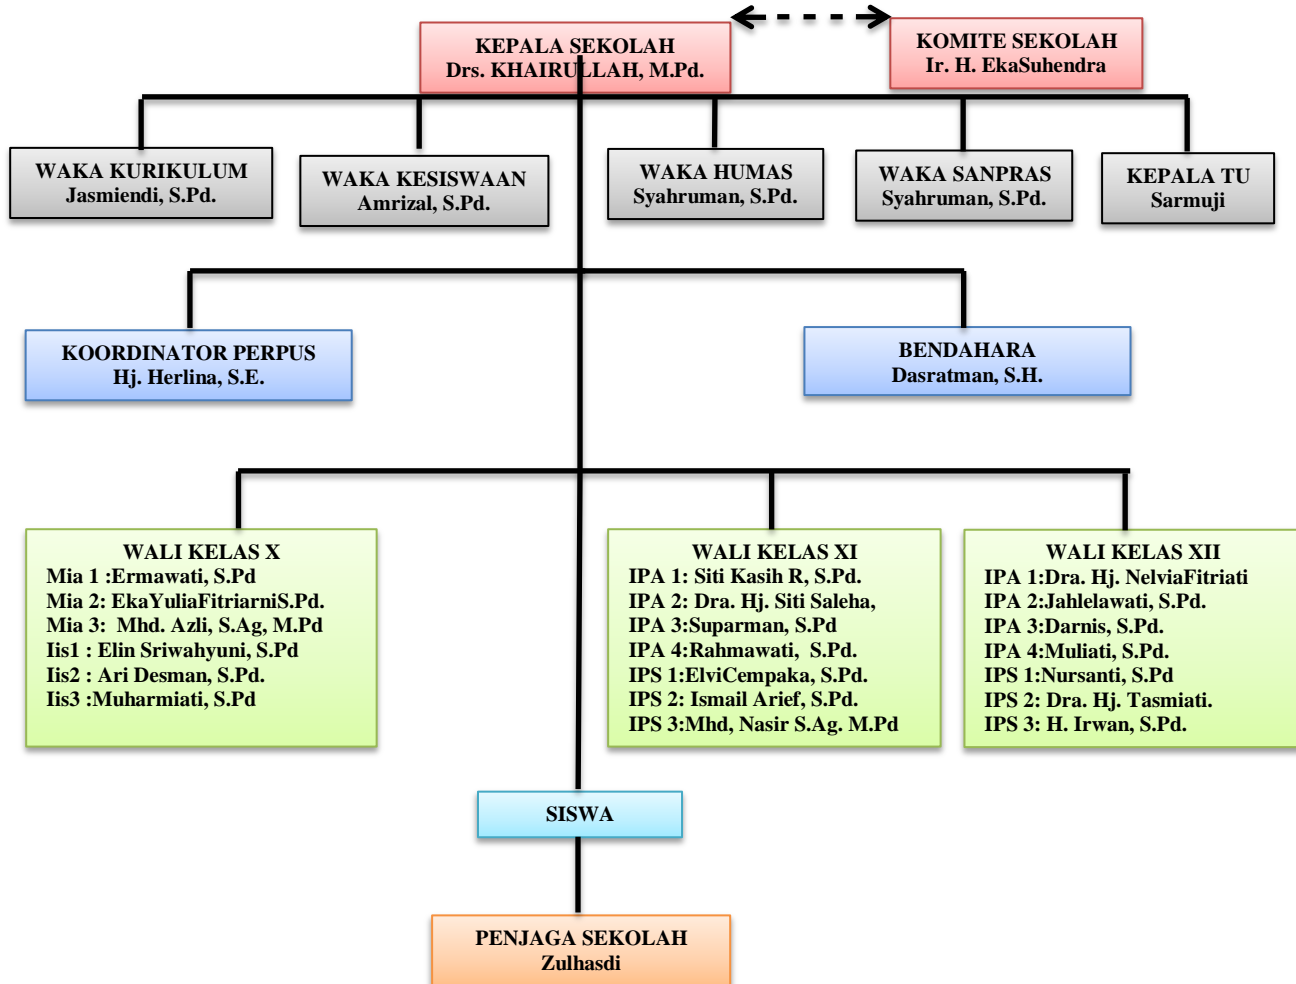 KEPALA SEKOLAH
Drs. KHAIRULLAH, M.Pd.
KOMITE SEKOLAH
Ir. H. EkaSuhendra
WAKA KURIKULUM
Jasmiendi, S.Pd.
WAKA KESISWAAN
Amrizal, S.Pd.
WAKA HUMAS
Syahruman, S.Pd.
WAKA SANPRAS
Syahruman, S.Pd.
KEPALA TU
Sarmuji
KOORDINATOR PERPUS
Hj. Herlina, S.E.
BENDAHARA
Dasratman, S.H.
WALI KELAS X
Mia 1 :Ermawati, S.Pd
Mia 2: EkaYuliaFitriarniS.Pd.
Mia 3:  Mhd. Azli, S.Ag, M.Pd
Iis1 : Elin Sriwahyuni, S.Pd
Iis2 : Ari Desman, S.Pd.
Iis3 :Muharmiati, S.Pd
WALI KELAS XI
IPA 1: Siti Kasih R, S.Pd.
IPA 2: Dra. Hj. Siti Saleha,
IPA 3:Suparman, S.Pd
IPA 4:Rahmawati,  S.Pd.
IPS 1:ElviCempaka, S.Pd.
IPS 2: Ismail Arief, S.Pd.
IPS 3:Mhd, Nasir S.Ag. M.Pd
WALI KELAS XII
IPA 1:Dra. Hj. NelviaFitriati
IPA 2:Jahlelawati, S.Pd.
IPA 3:Darnis, S.Pd.
IPA 4:Muliati, S.Pd.
IPS 1:Nursanti, S.Pd
IPS 2: Dra. Hj. Tasmiati.
IPS 3: H. Irwan, S.Pd.
SISWA
PENJAGA SEKOLAH
Zulhasdi